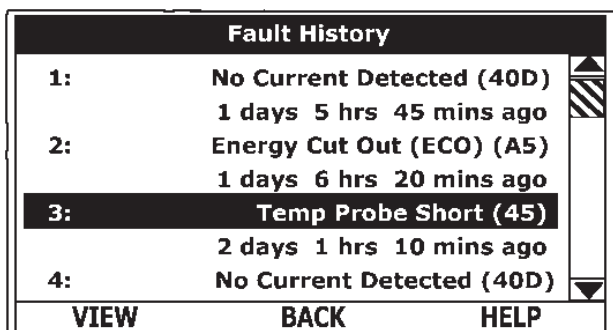 Fault History
1: No Current Detected (40D)
1 days 5 hrs 45 mins ago
2: Energy Cut Out (ECO) (A5)
1 days 6 hrs 20 mins ago
3: Temp Probe Short (45)
2 days 1 hrs 10 mins ago
4: No Current Detected (40D)
VIEW BACK HELP